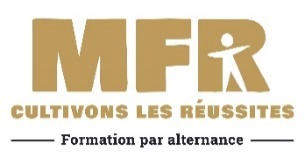 MFR
CULTIVONS LES RÉUSSITES
Formation par alternance